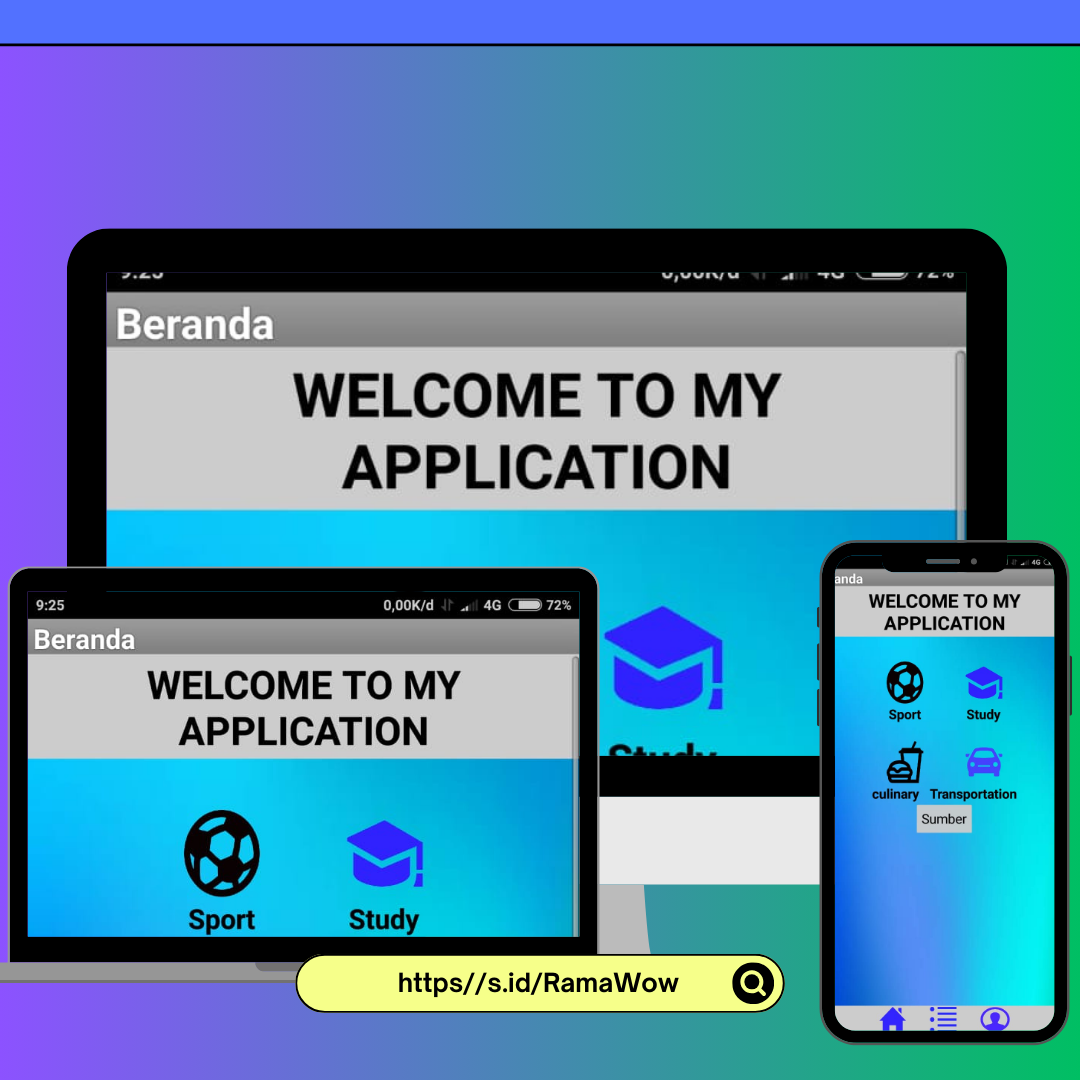 9:25
0,00K/d 4G 72%
Beranda
WELCOME TO MY
APPLICATION
Study
9:25
0,00K/d 4G 72%
Beranda
WELCOME TO MY
APPLICATION
Sport Study
4G
anda
WELCOME TO MY
APPLICATION
Sport Study
culinary Transportation
Sumber
https//s.id/RamaWow